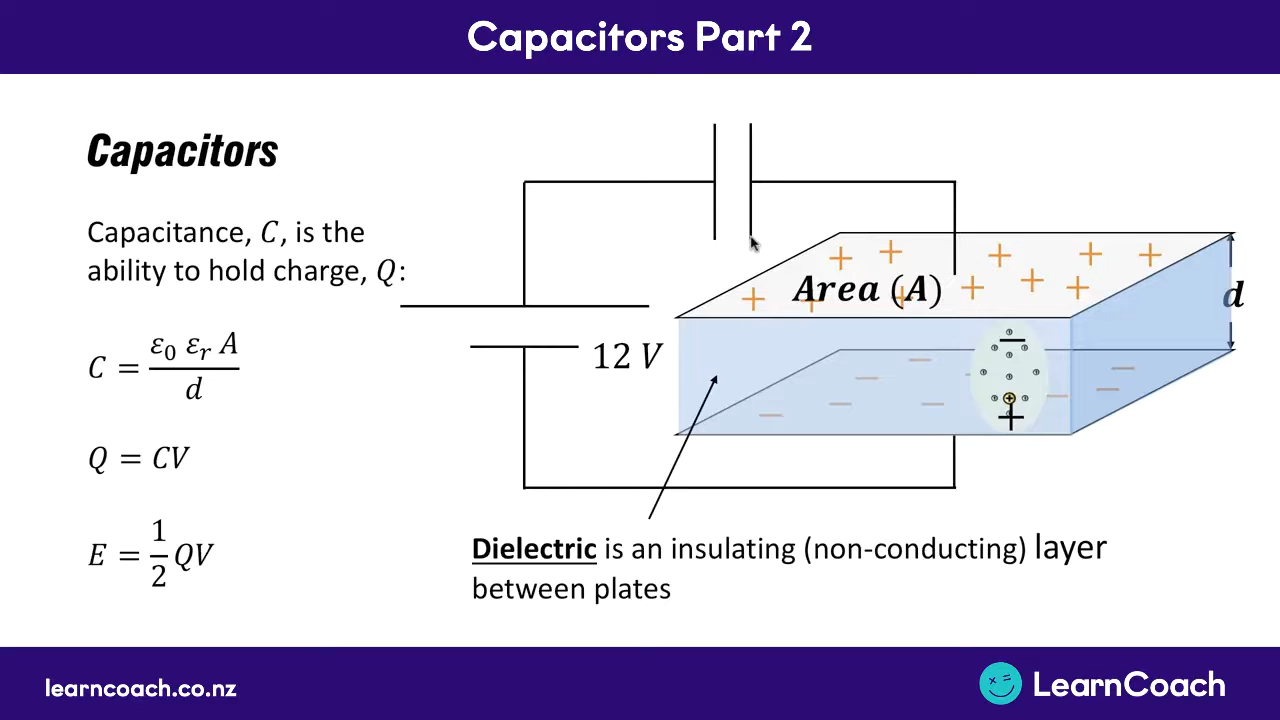 Capacitors Part 2
Capacitors
Capacitance, C, is the
ability to hold charge, Q:
C = ε₀ εᵣ A / d
Q = CV
E = 1/2 QV
Area (A)
d
12 V
Dielectric is an insulating (non-conducting) layer
between plates
learncoach.co.nz
LearnCoach